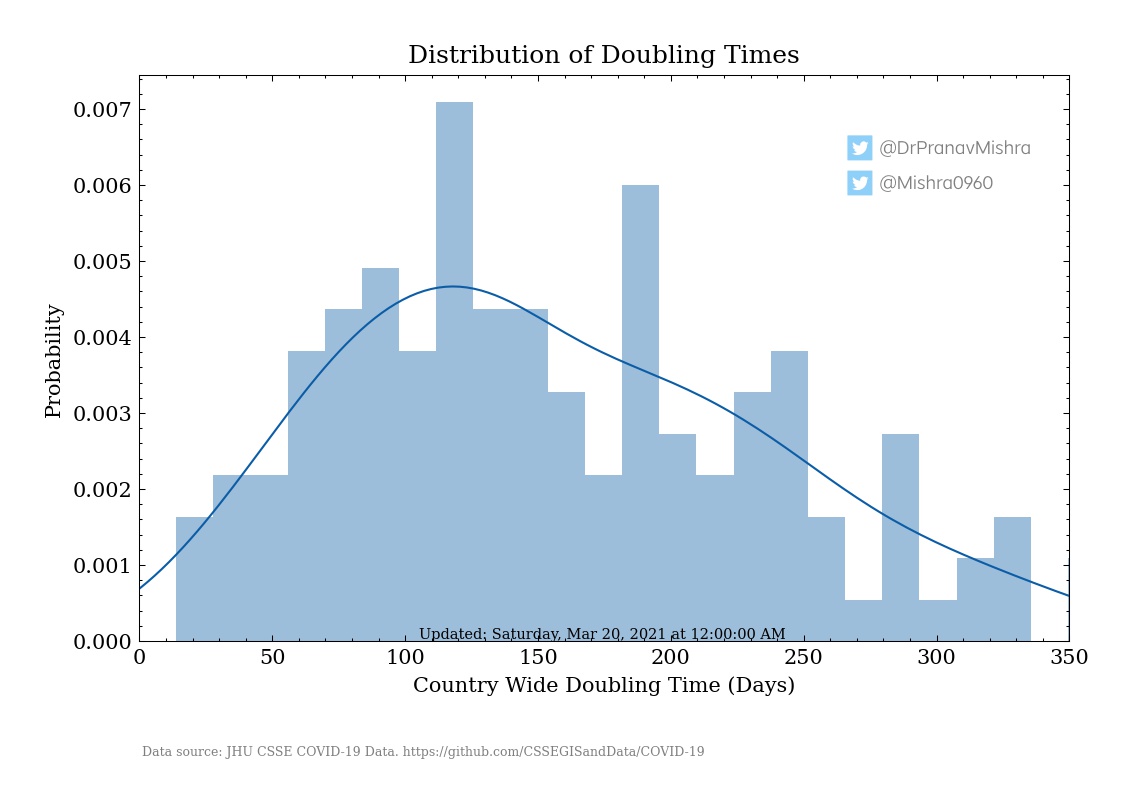 Distribution of Doubling Times
0.007
0.006
0.005
0.004
0.003
0.002
0.001
0.000
Probability
@DrPranavMishra
@Mishra0960
Updated: Saturday, Mar 20, 2021 at 12:00:00 AM
0 50 100 150 200 250 300 350
Country Wide Doubling Time (Days)
Data source: JHU CSSE COVID-19 Data. https://github.com/CSSEGISandData/COVID-19